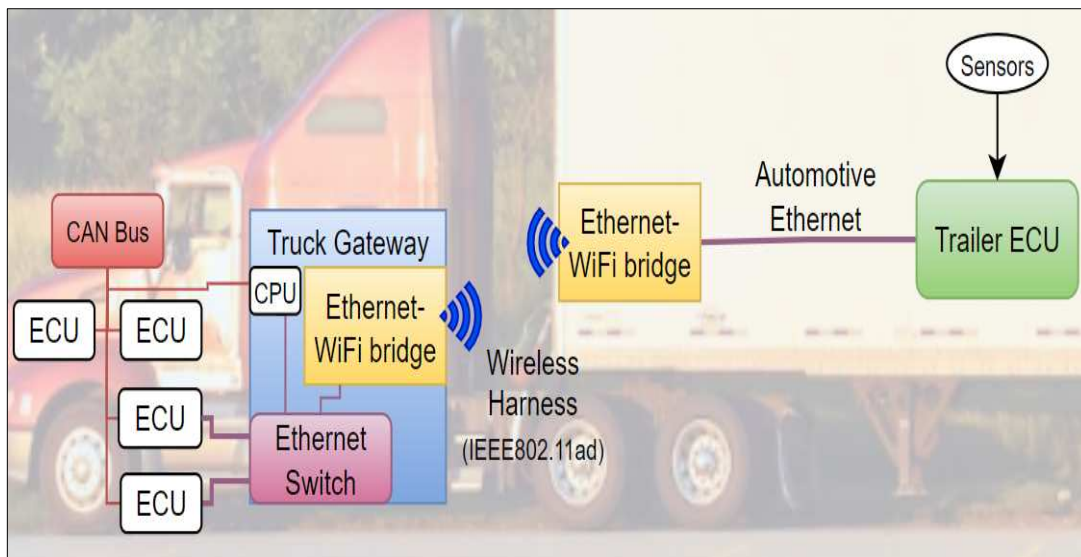 Sensors
Automotive
Ethernet
CAN Bus
Truck Gateway
Ethernet-
WiFi bridge
Trailer ECU
CPU
ECU
ECU
Ethernet-
WiFi bridge
Wireless
Harness
(IEEE802.11ad)
ECU
Ethernet
Switch
ECU